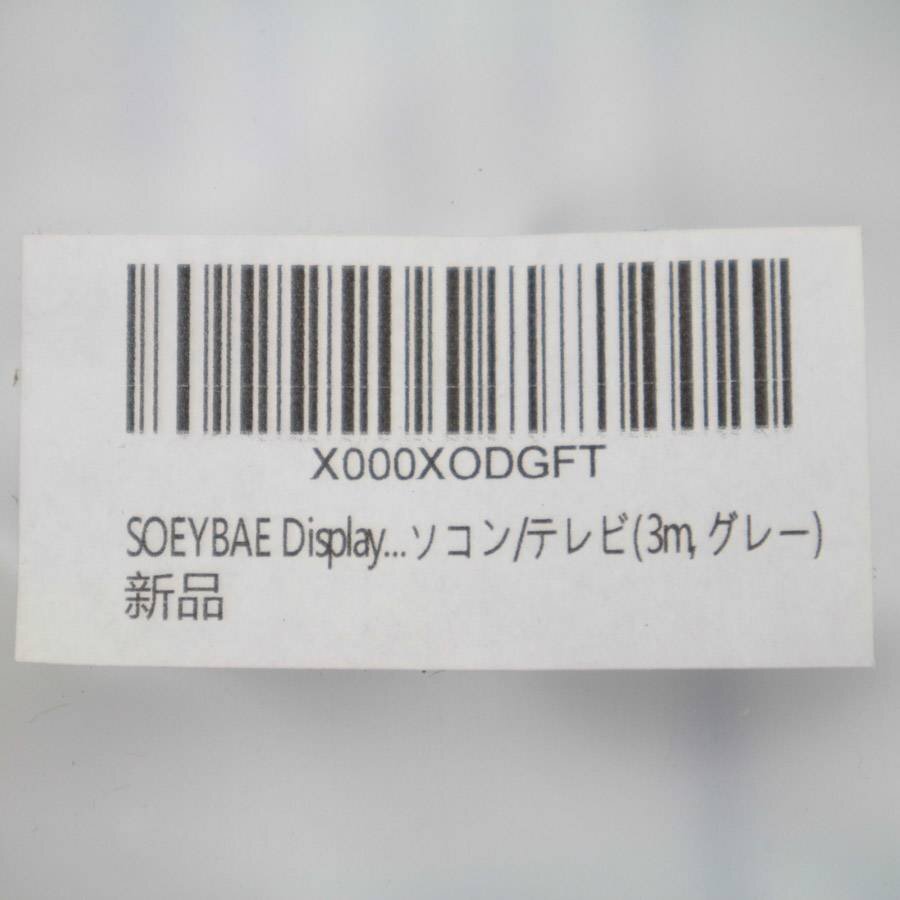 X000XODGFT
SOEYBAE Display...ソコン/テレビ(3m, グレー)
新品